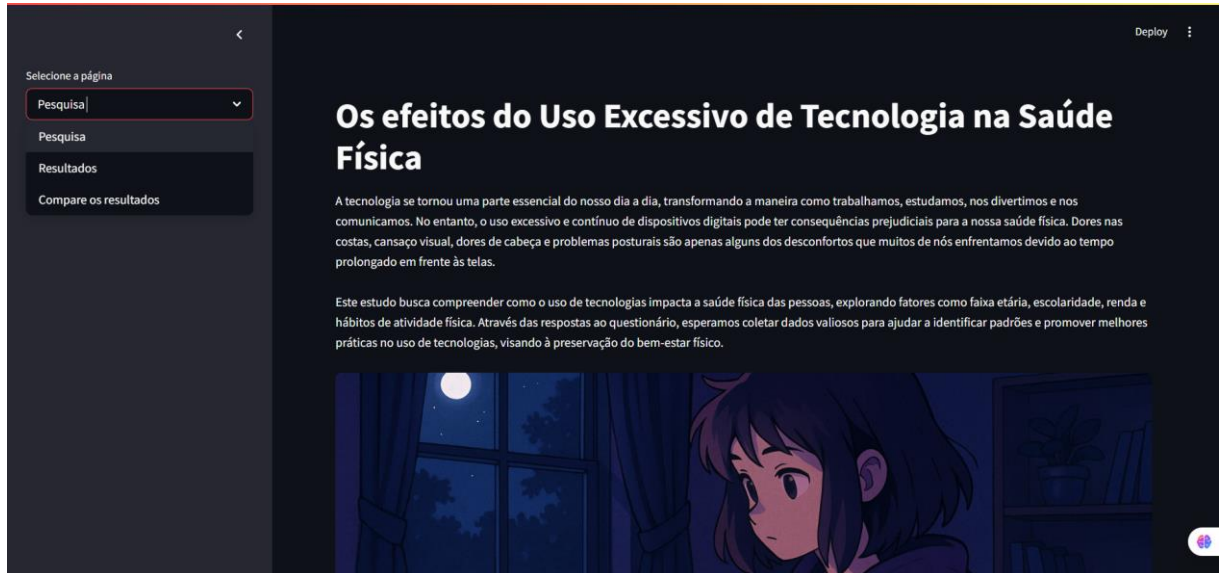 Deploy
Selecione a página
Pesquisa
Pesquisa
Resultados
Compare os resultados
Os efeitos do Uso Excessivo de Tecnologia na Saúde
Física
A tecnologia se tornou uma parte essencial do nosso dia a dia, transformando a maneira como trabalhamos, estudamos, nos divertimos e nos
comunicamos. No entanto, o uso excessivo e contínuo de dispositivos digitais pode ter consequências prejudiciais para a nossa saúde física. Dores nas
costas, cansaço visual, dores de cabeça e problemas posturais são apenas alguns dos desconfortos que muitos de nós enfrentamos devido ao tempo
prolongado em frente às telas.
Este estudo busca compreender como o uso de tecnologias impacta a saúde física das pessoas, explorando fatores como faixa etária, escolaridade, renda e
hábitos de atividade física. Através das respostas ao questionário, esperamos coletar dados valiosos para ajudar a identificar padrões e promover melhores
práticas no uso de tecnologias, visando à preservação do bem-estar físico.